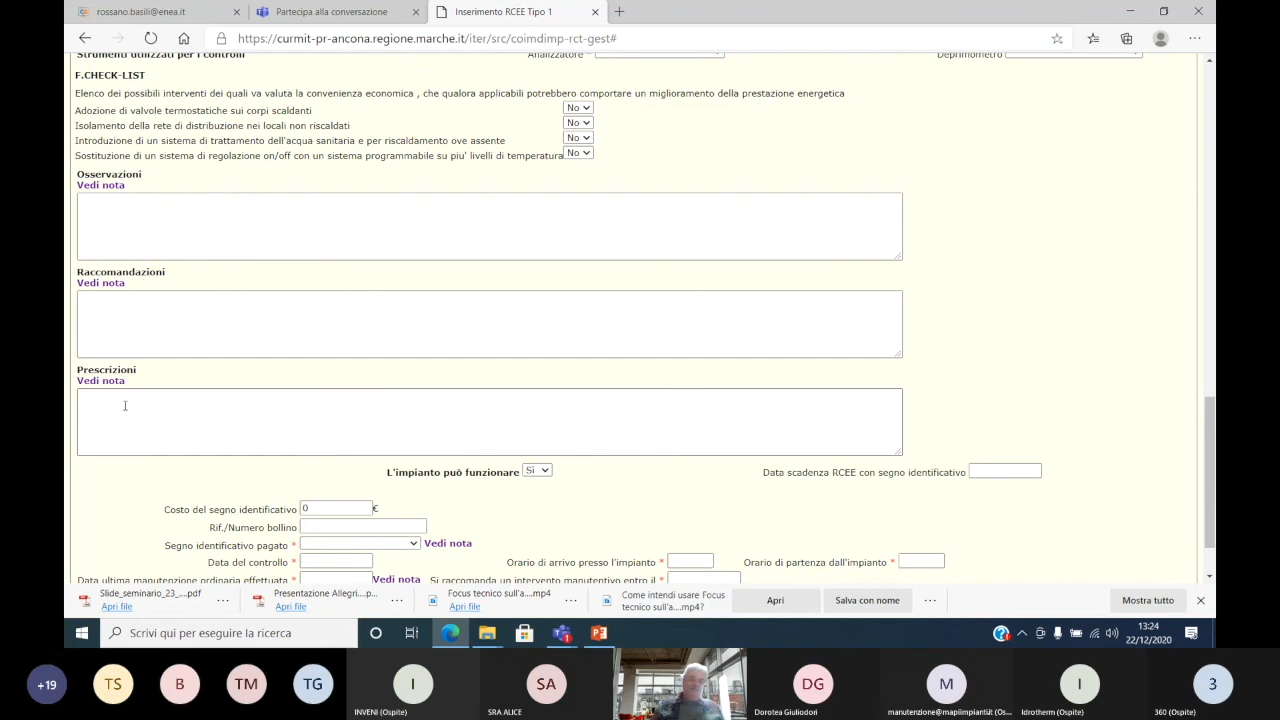 rossano.basili@enea.it
Partecipa alla conversazione
Inserimento RCEE Tipo 1
https://curmit-pr-ancona.regione.marche.it/iter/src/coimdimp-rct-gest#
Strumenti utilizzati per i controlli Analizzatore * Deprimometro
F.CHECK-LIST
Elenco dei possibili interventi dei quali va valuta la convenienza economica , che qualora applicabili potrebbero comportare un miglioramento della prestazione energetica
Adozione di valvole termostatiche sui corpi scaldanti No
Isolamento della rete di distribuzione nei locali non riscaldati No
Introduzione di un sistema di trattamento dell'acqua sanitaria e per riscaldamento ove assente No
Sostituzione di un sistema di regolazione on/off con un sistema programmabile su piu' livelli di temperatura No
Osservazioni
Vedi nota
Raccomandazioni
Vedi nota
Prescrizioni
Vedi nota
L'impianto può funzionare Sì Data scadenza RCEE con segno identificativo
Costo del segno identificativo 0 €
Rif./Numero bollino
Segno identificativo pagato * Vedi nota
Data del controllo * Orario di arrivo presso l'impianto * Orario di partenza dall'impianto *
Data ultima manutezione ordinaria effettuata * Vedi nota Si raccomanda un intervento manutentivo entro il *
Slide_seminario_23_....pdf
Apri file
Presentazione Allegri....pdf
Apri file
Focus tecnico sull'a....mp4
Apri file
Come intendi usare Focus
tecnico sull'a....mp4?
Apri
Salva con nome
Mostra tutto
Scrivi qui per eseguire la ricerca
13:24
22/12/2020
+19
TS
B
TM
TG
I
INVENI (Ospite)
SA
SRA ALICE
DG
Dorotea Giuliodori
M
manutenzione@mapiimpianti.it (Os...
I
Idrotherm (Ospite)
3
360 (Ospite)